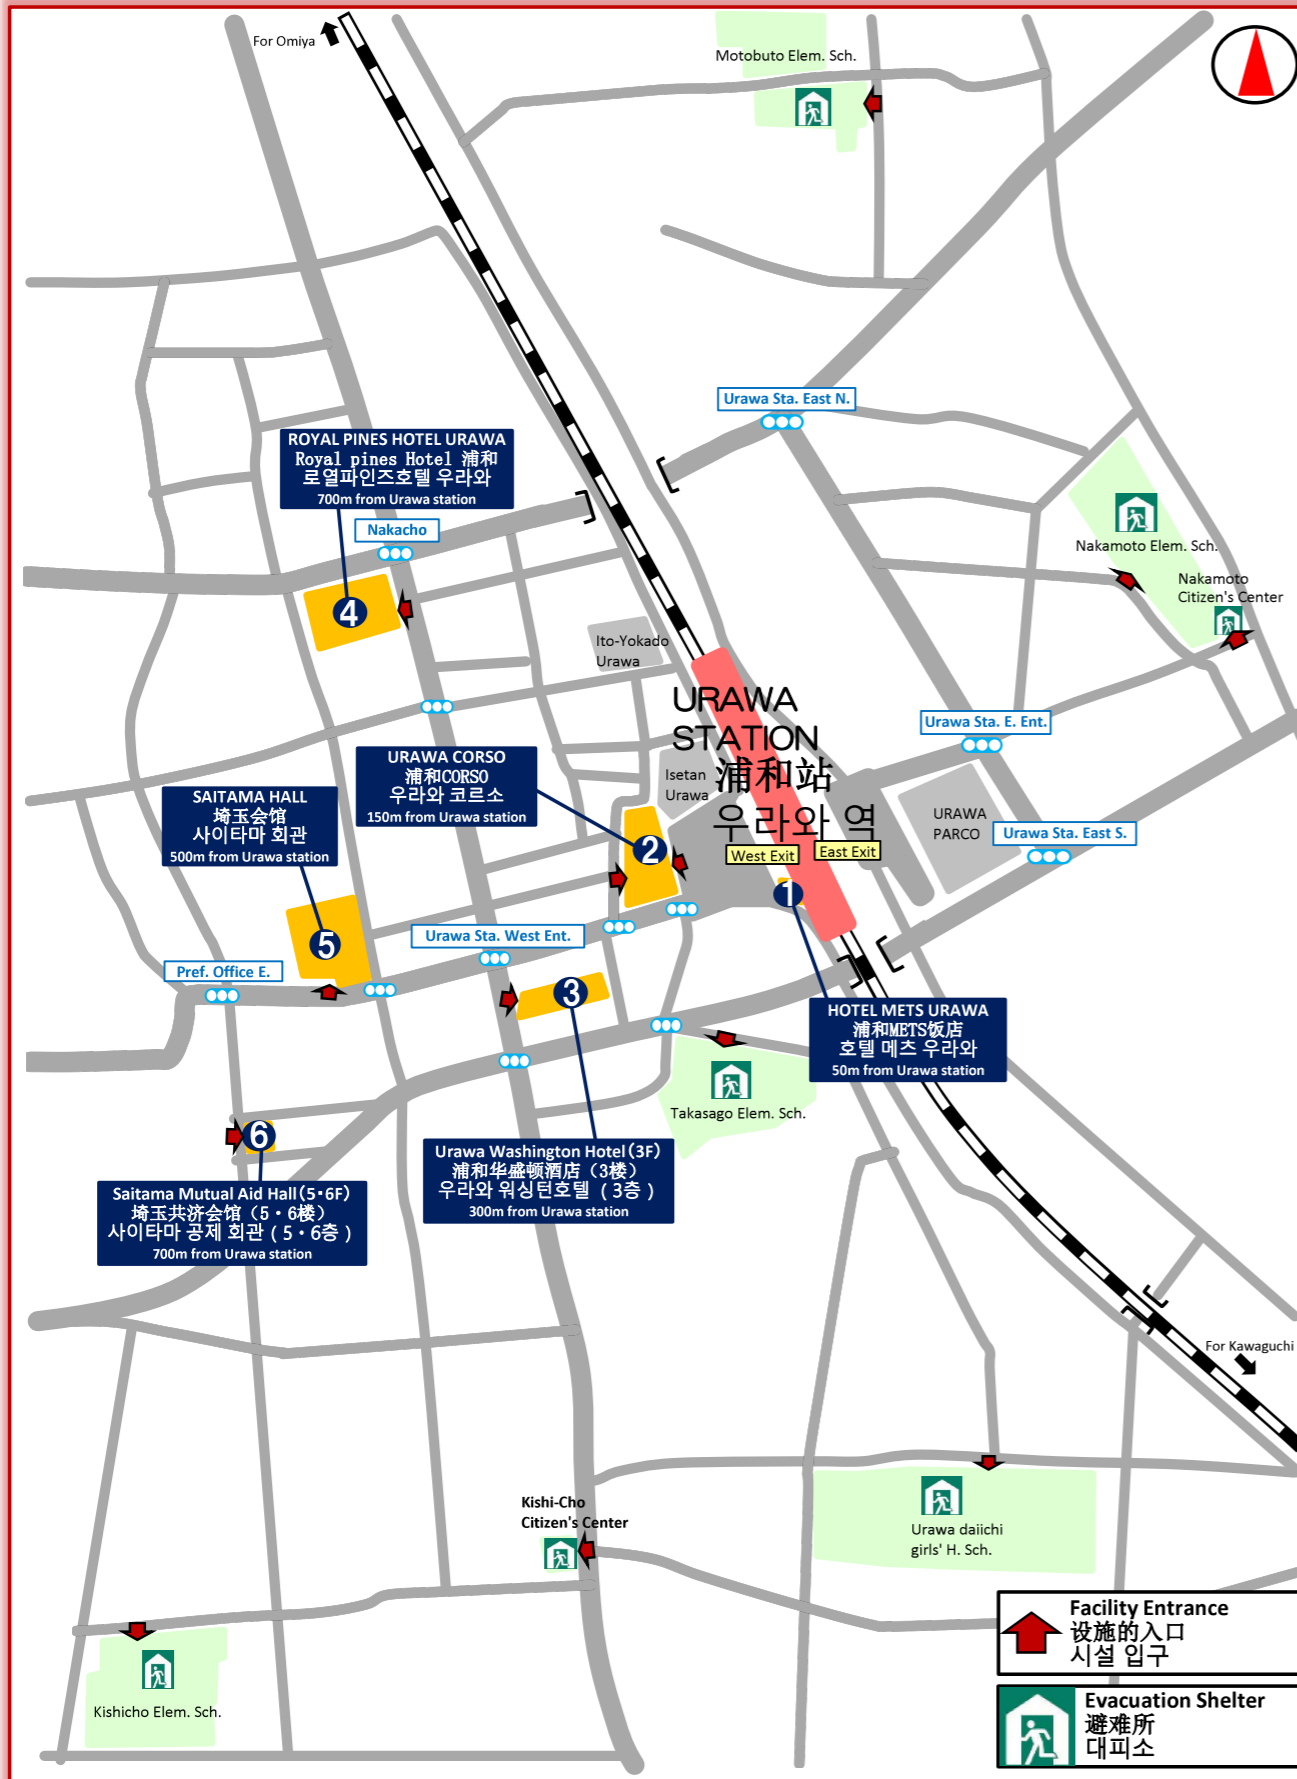 For Omiya
Motobuto Elem. Sch.
Urawa Sta. East N.
ROYAL PINES HOTEL URAWA
Royal pines Hotel 浦和
로열파인즈호텔 우라와
700m from Urawa station
Nakacho
Nakamoto Elem. Sch.
Nakamoto
Citizen's Center
4
Ito-Yokado
Urawa
URAWA
STATION
浦和站
우라와 역
Urawa Sta. E. Ent.
URAWA CORSO
浦和CORSO
우라와 코르소
150m from Urawa station
Isetan
Urawa
SAITAMA HALL
埼玉会馆
사이타마 회관
500m from Urawa station
URAWA
PARCO
Urawa Sta. East S.
2
West Exit
East Exit
1
Urawa Sta. West Ent.
5
Pref. Office E.
3
HOTEL METS URAWA
浦和METS饭店
호텔 메츠 우라와
50m from Urawa station
Takasago Elem. Sch.
6
Urawa Washington Hotel(3F)
浦和华盛顿酒店（3楼）
우라와 워싱턴호텔 ( 3층 )
300m from Urawa station
Saitama Mutual Aid Hall(5・6F)
埼玉共济会馆（5・6楼）
사이타마 공제 회관 ( 5・6층 )
700m from Urawa station
For Kawaguchi
Kishi-Cho
Citizen's Center
Urawa daiichi
girls' H. Sch.
Facility Entrance
设施的入口
시설 입구
Kishicho Elem. Sch.
Evacuation Shelter
避难所
대피소